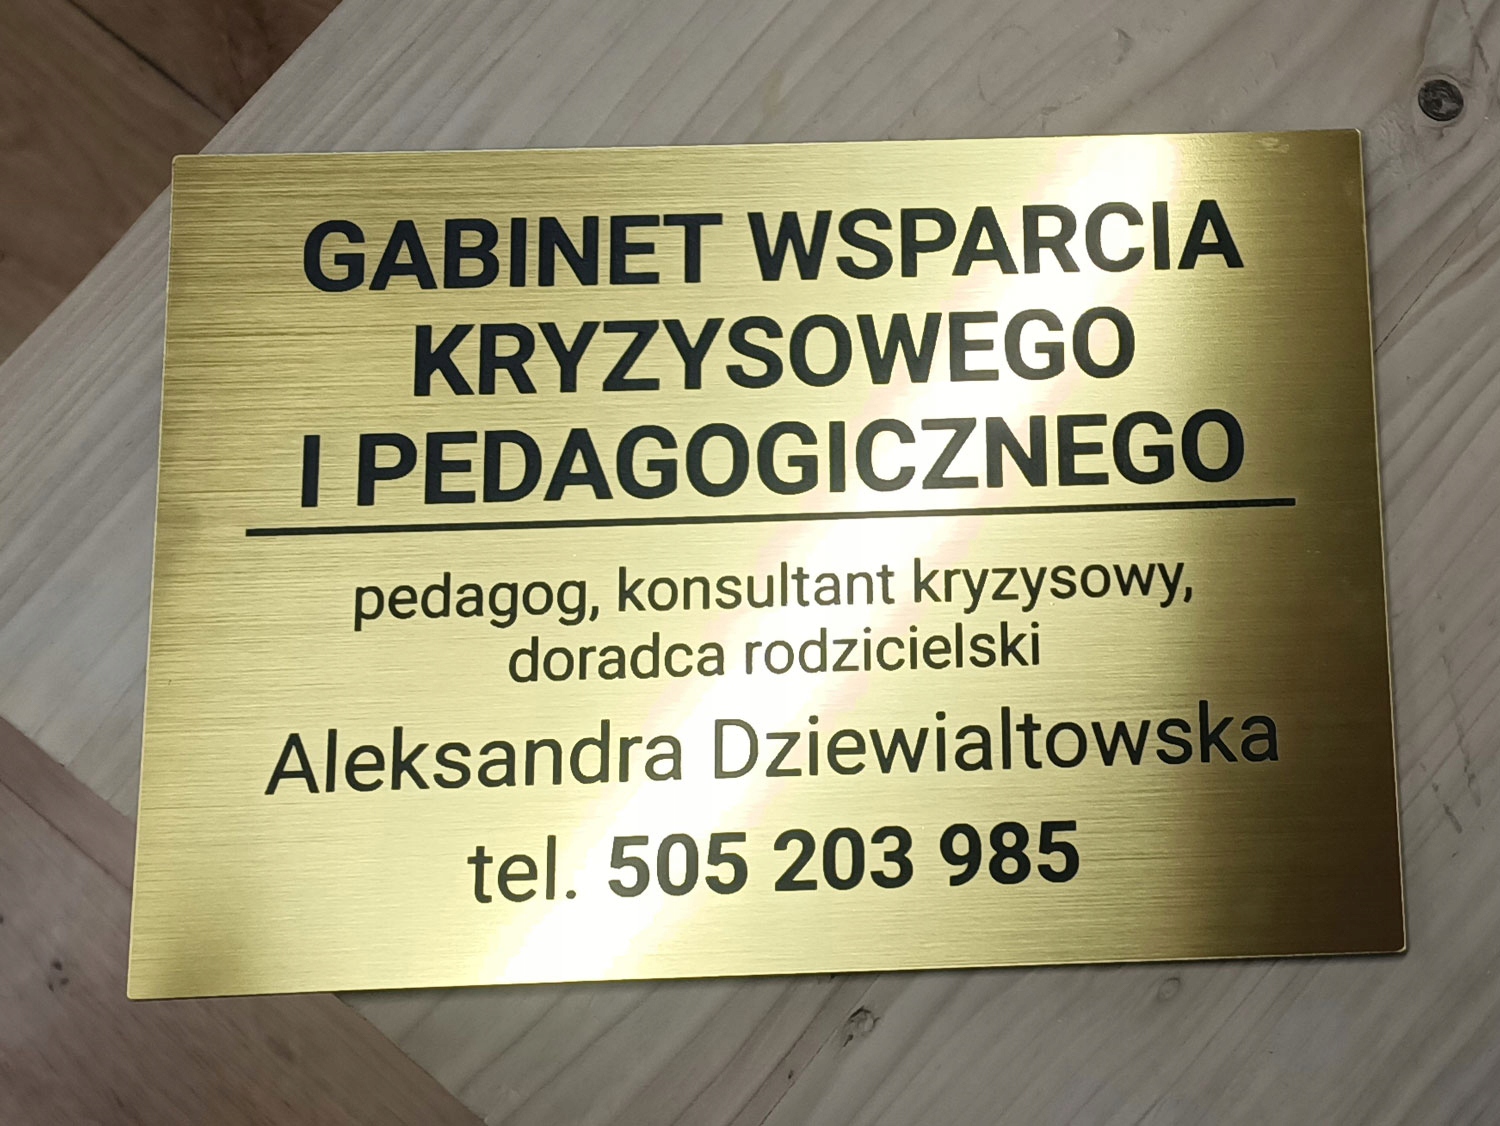 GABINET WSPARCIA
KRYZYSOWEGO
I PEDAGOGICZNEGO
pedagog, konsultant kryzysowy,
doradca rodzicielski
Aleksandra Dziewialtowska
tel. 505 203 985